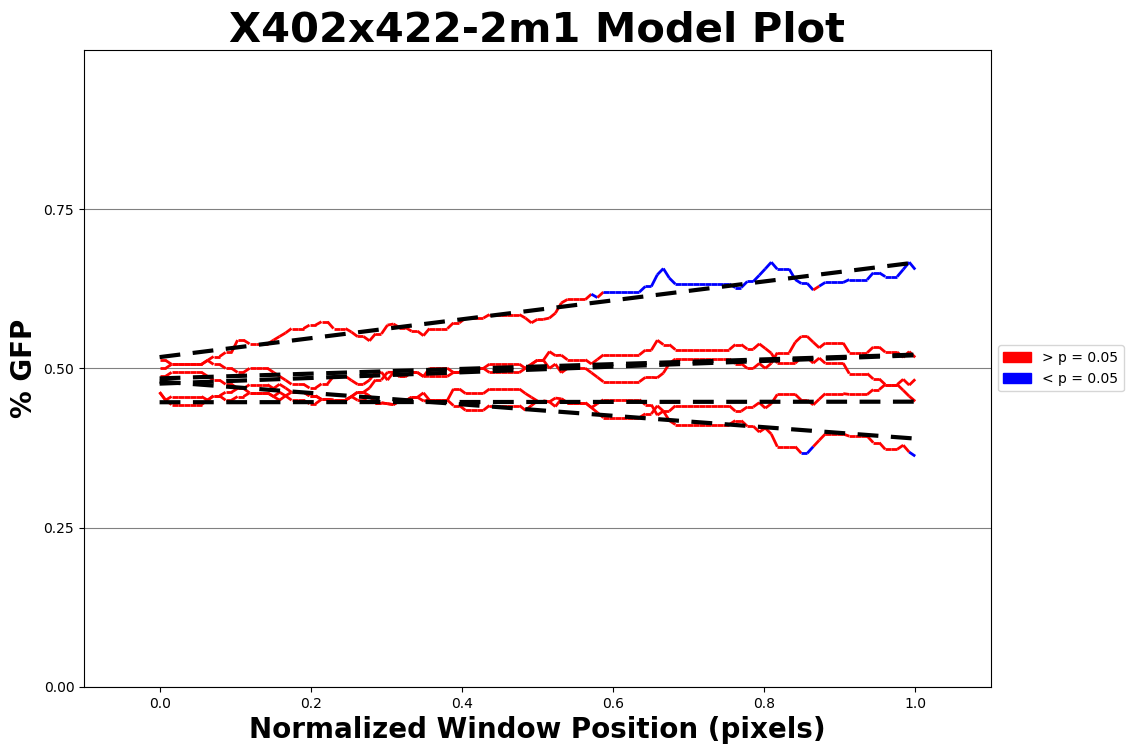 X402x422-2m1 Model Plot
% GFP
0.75
0.50
0.25
0.00
0.0 0.2 0.4 0.6 0.8 1.0
Normalized Window Position (pixels)
> p = 0.05
< p = 0.05